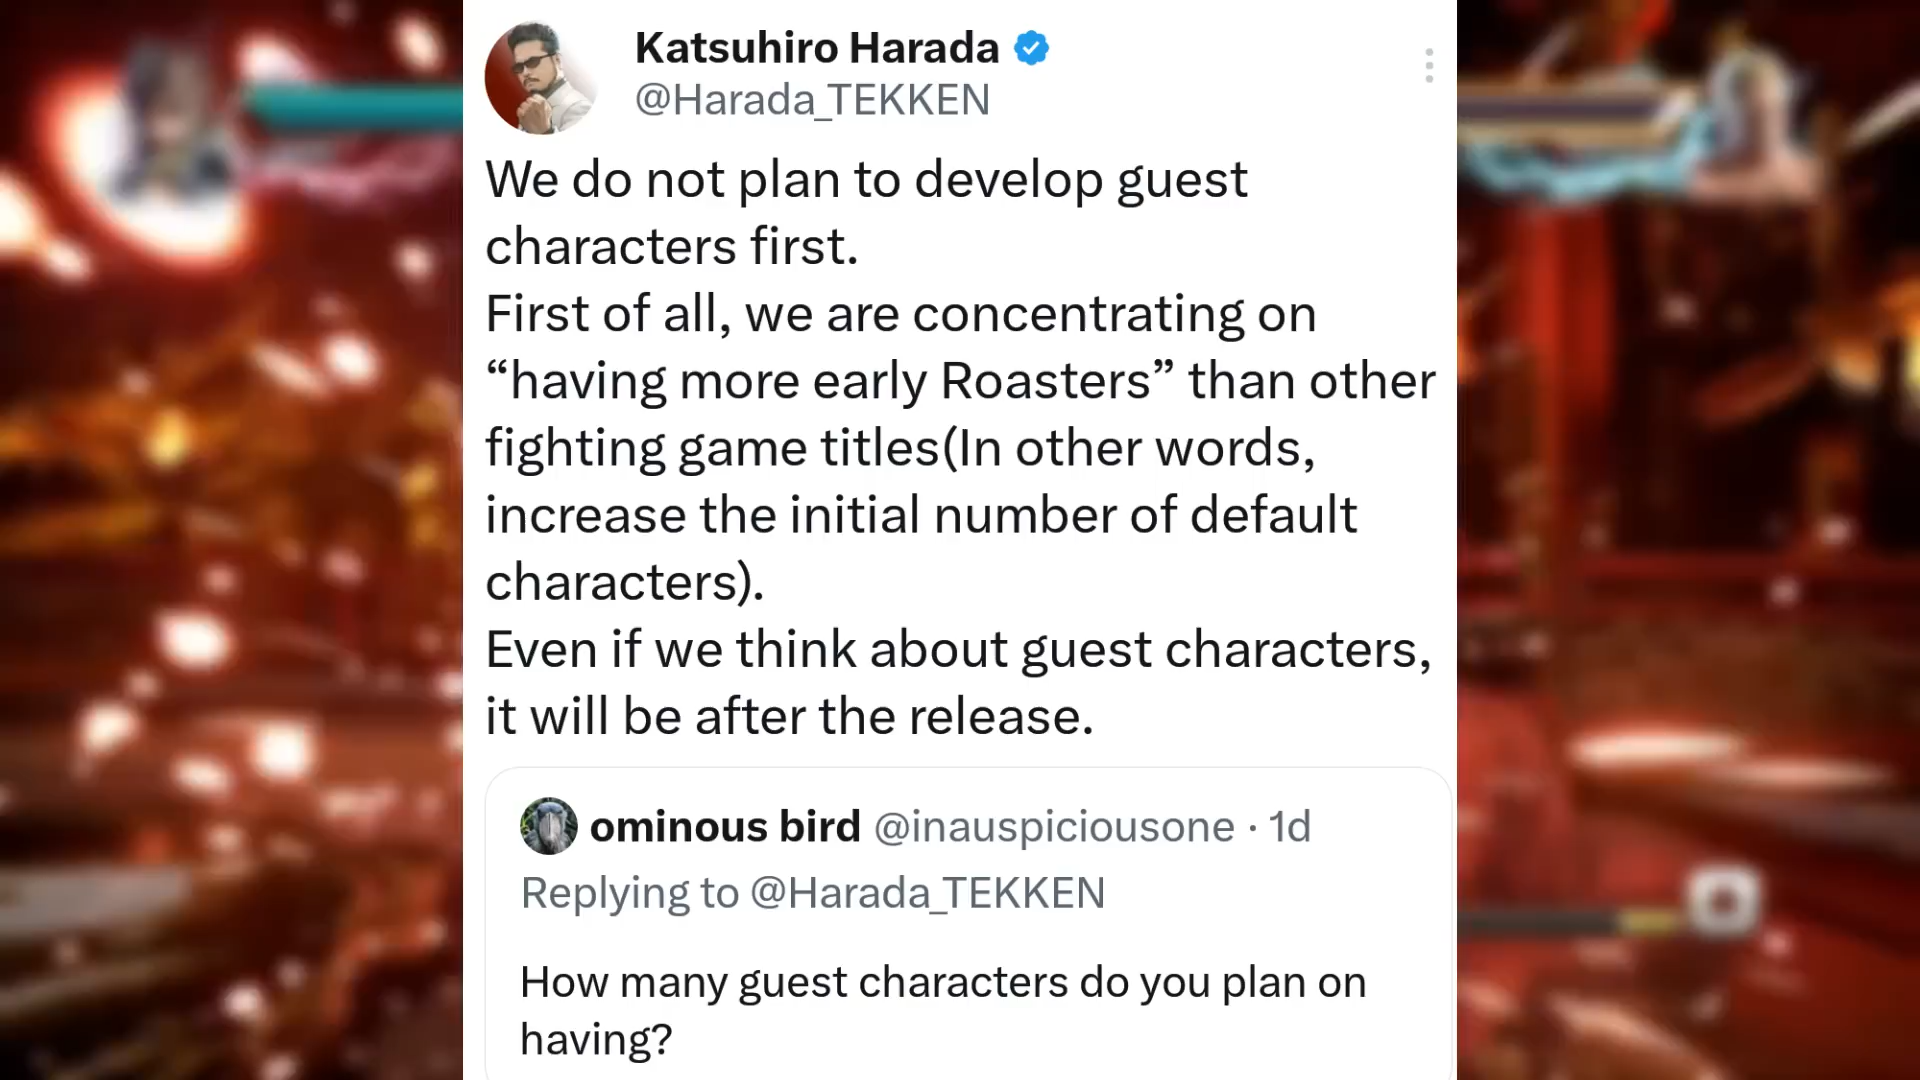 Katsuhiro Harada
@Harada_TEKKEN
We do not plan to develop guest
characters first.
First of all, we are concentrating on
“having more early Roasters” than other
fighting game titles(In other words,
increase the initial number of default
characters).
Even if we think about guest characters,
it will be after the release.
ominous bird @inauspiciousone · 1d
Replying to @Harada_TEKKEN
How many guest characters do you plan on
having?